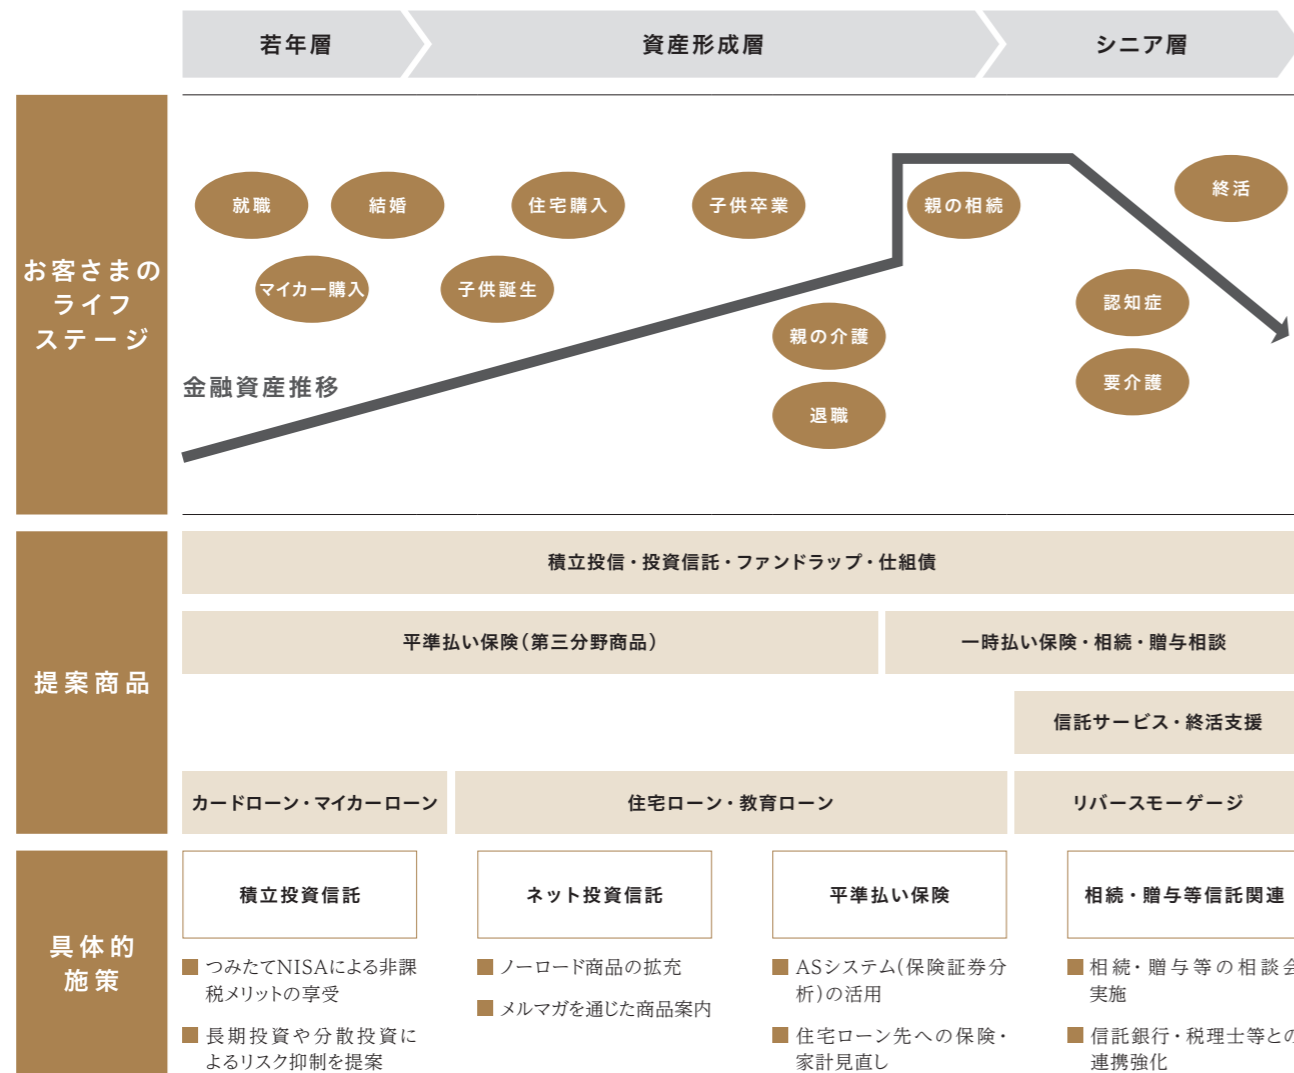 若年層
資産形成層
シニア層
お客さまの
ライフ
ステージ
就職
結婚
住宅購入
子供卒業
親の相続
終活
マイカー購入
子供誕生
認知症
親の介護
要介護
退職
金融資産推移
提案商品
積立投信・投資信託・ファンドラップ・仕組債
平準払い保険(第三分野商品)
一時払い保険・相続・贈与相談
信託サービス・終活支援
カードローン・マイカーローン
住宅ローン・教育ローン
リバースモーゲージ
具体的
施策
積立投資信託
つみたてNISAによる非課
税メリットの享受
長期投資や分散投資に
よるリスク抑制を提案
ネット投資信託
ノーロード商品の拡充
メルマガを通じた商品案内
平準払い保険
ASシステム(保険証券分
析)の活用
住宅ローン先への保険・
家計見直し
相続・贈与等信託関連
相続・贈与等の相談会
実施
信託銀行・税理士等との
連携強化